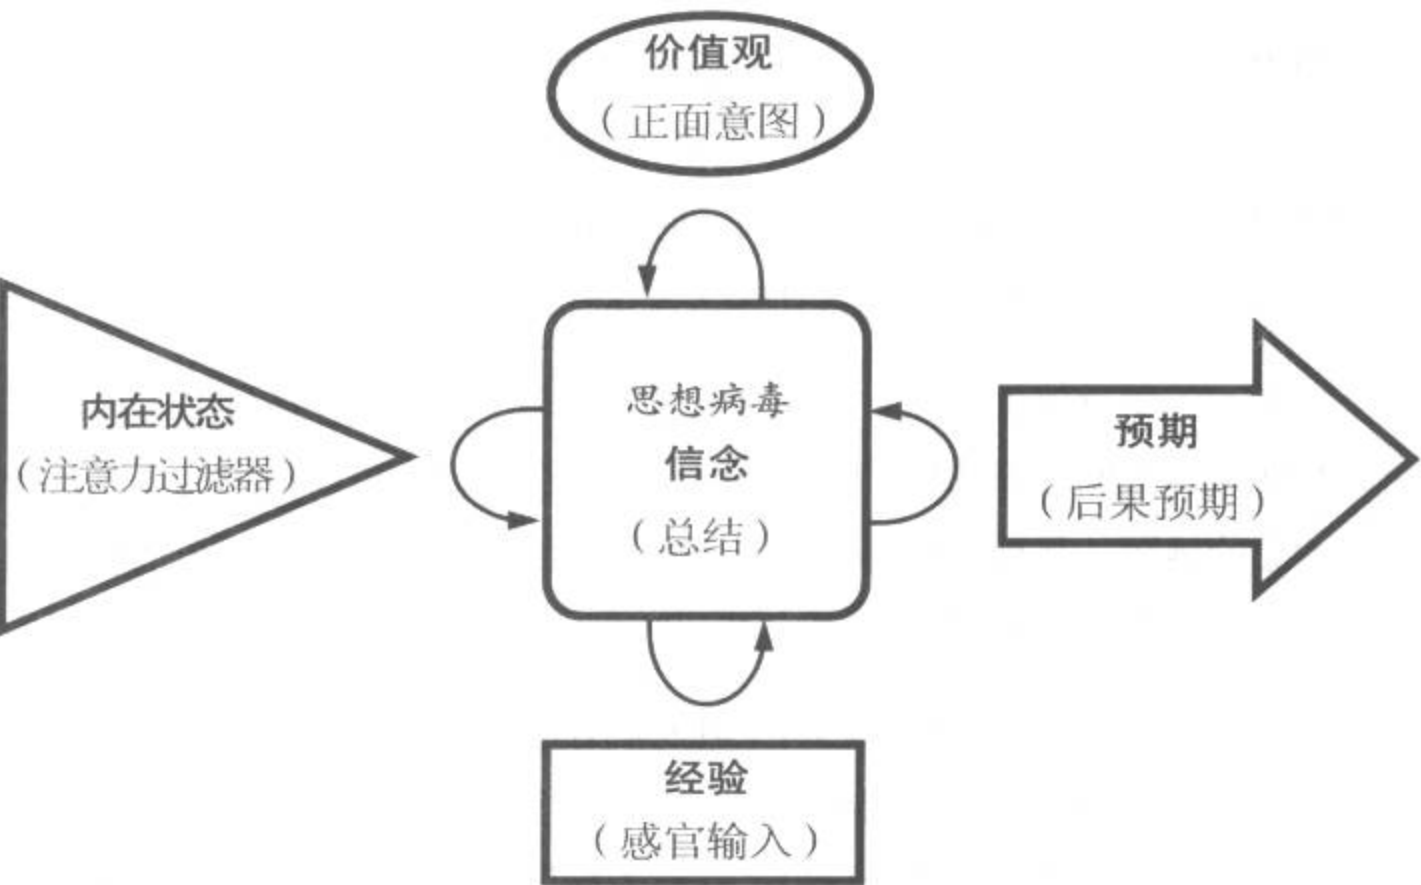 价值观
（正面意图）
内在状态
（注意力过滤器）
思想病毒
信念
（总结）
预期
（后果预期）
经验
（感官输入）